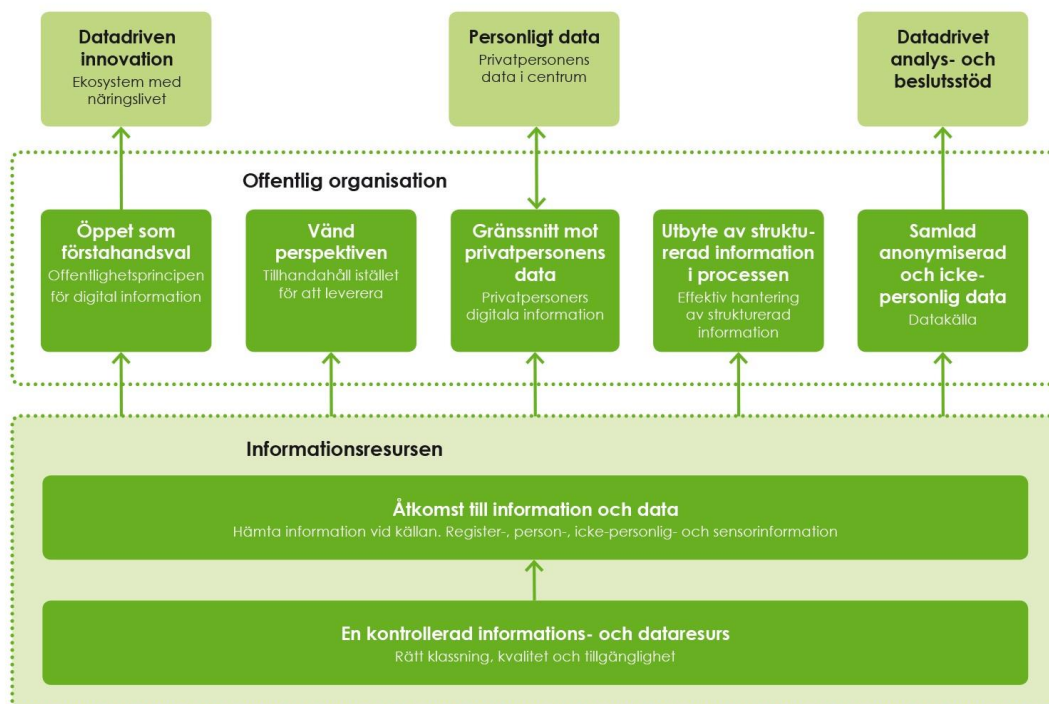 Datadriven
innovation
Ekosystem med
näringslivet
Personligt data
Privatpersonens
data i centrum
Datadrivet
analys- och
beslutsstöd
Offentlig organisation
Öppet som
förstahandsval
Offentlighetsprincipen
för digital information
Vänd
perspektiven
Tillhandahåll istället
för att leverera
Gränssnitt mot
privatpersonens
data
Privatpersoners
digitala information
Utbyte av struktu-
rerad information
i processen
Effektiv hantering
av strukturerad
information
Samlad
anonymiserad
och icke-
personlig data
Datakälla
Informationsresursen
Åtkomst till information och data
Hämta information vid källan. Register-, person-, icke-personlig- och sensorinformation
En kontrollerad informations- och dataresurs
Rätt klassning, kvalitet och tillgänglighet